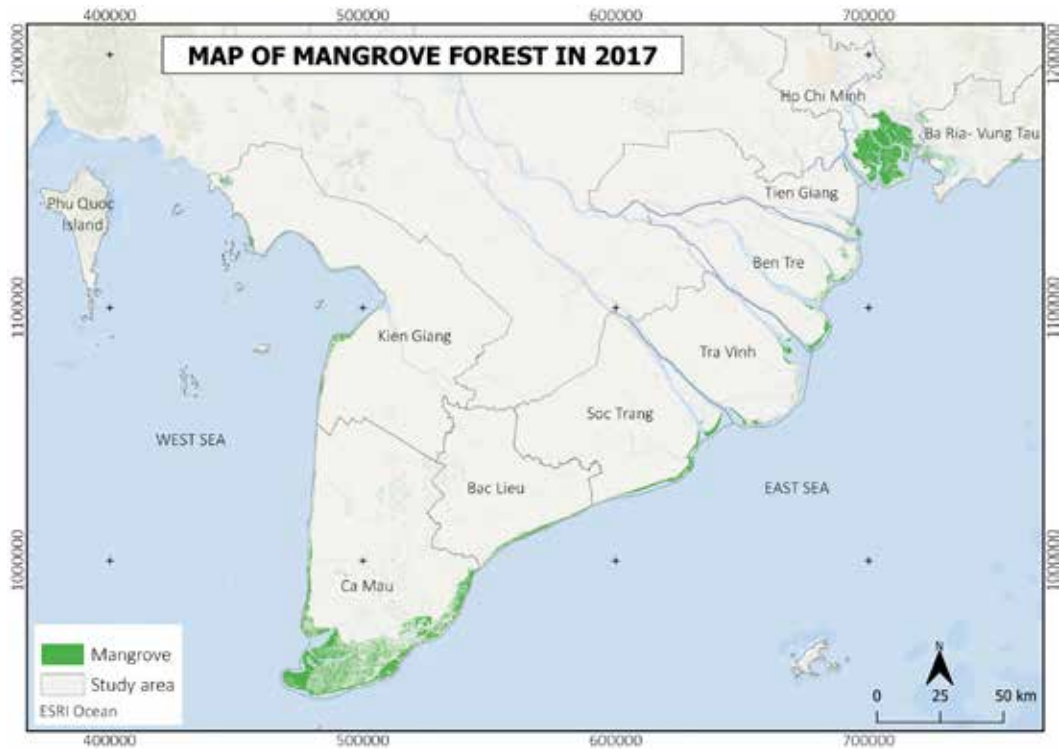 400000 500000 600000 700000
1200000 1200000
MAP OF MANGROVE FOREST IN 2017
Ho Chi Minh
Ba Ria- Vung Tau
Phu Quoc
Island
Tien Giang
Ben Tre
1100000 1100000
Kien Giang
Tra Vinh
Soc Trang
WEST SEA
Bac Lieu
EAST SEA
1000000 1000000
Ca Mau
Mangrove
Study area
ESRI Ocean
N
0 25 50 km
400000 500000 600000 700000